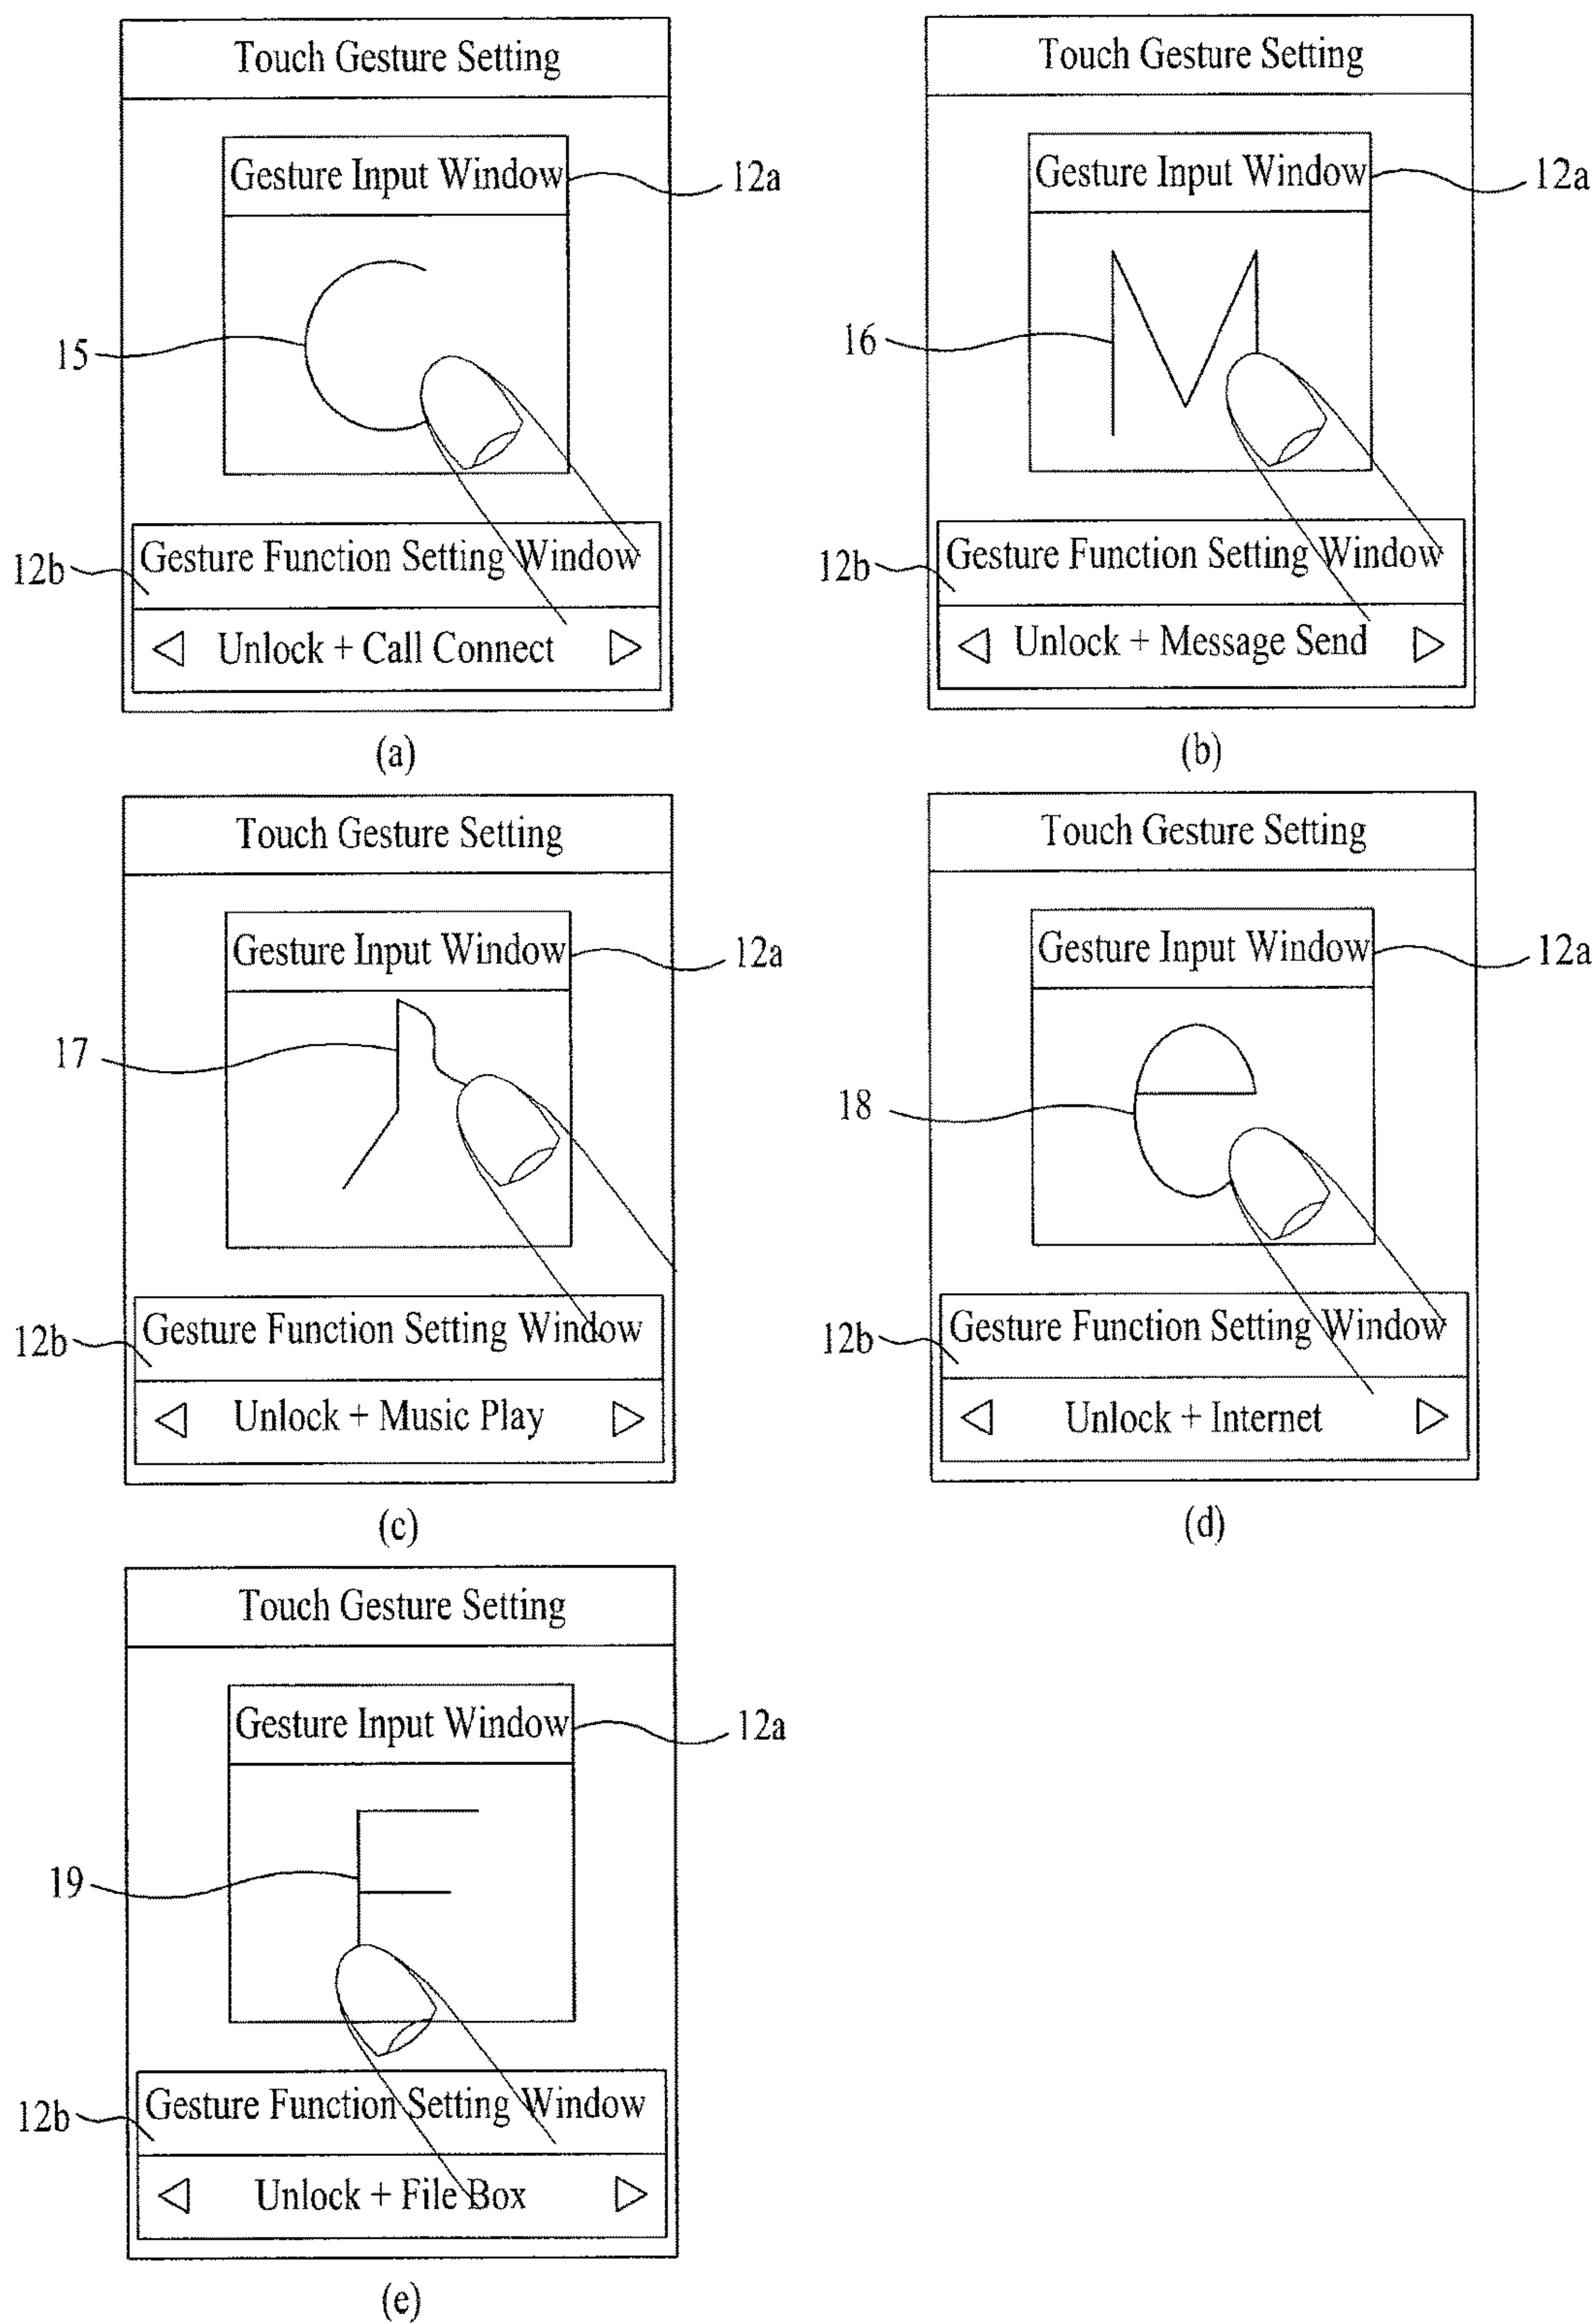 Touch Gesture Setting
Gesture Input Window
12a
15
12b
Gesture Function Setting Window
Unlock + Call Connect
(a)
Touch Gesture Setting
Gesture Input Window
12a
16
12b
Gesture Function Setting Window
Unlock + Message Send
(b)
Touch Gesture Setting
Gesture Input Window
12a
17
12b
Gesture Function Setting Window
Unlock + Music Play
(c)
Touch Gesture Setting
Gesture Input Window
12a
18
12b
Gesture Function Setting Window
Unlock + Internet
(d)
Touch Gesture Setting
Gesture Input Window
12a
19
12b
Gesture Function Setting Window
Unlock + File Box
(e)